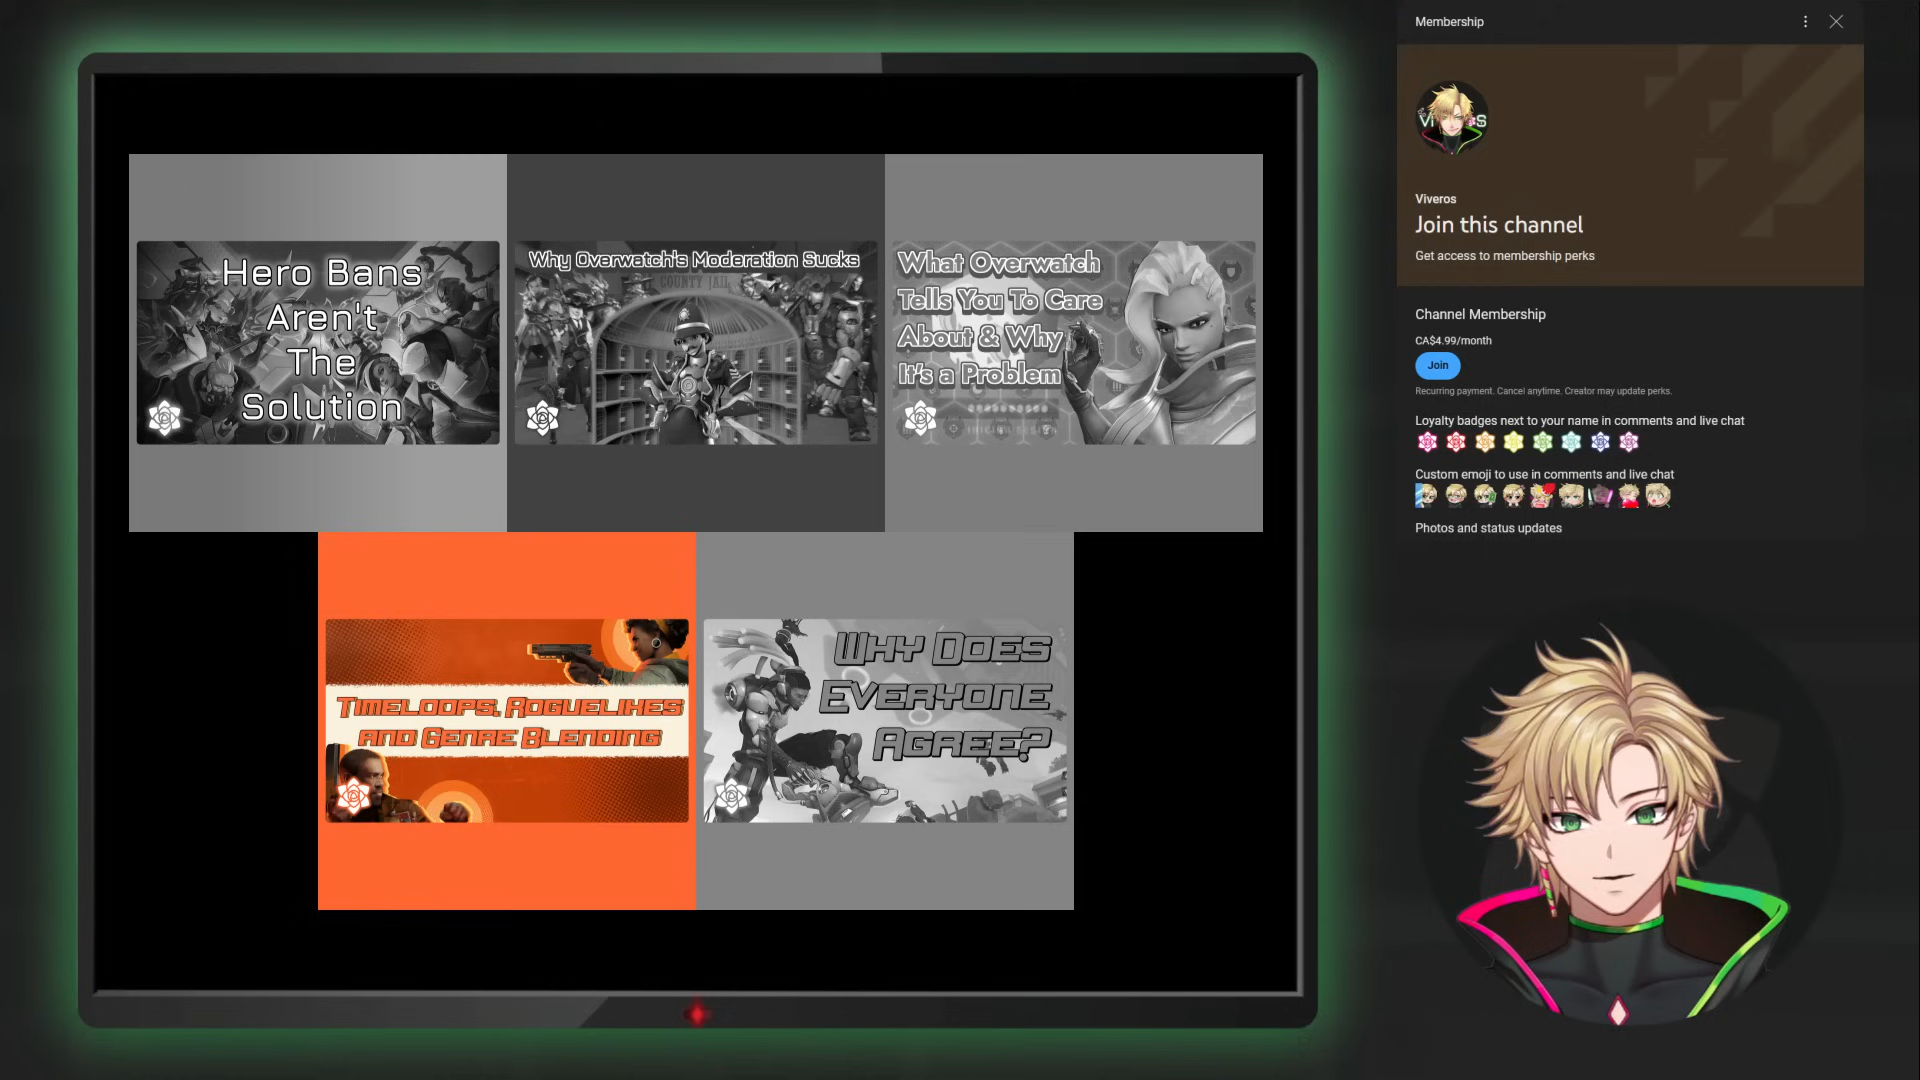 Hero Bans
Aren't
The
Solution
Why Overwatch's Moderation Sucks
COUNTY JAIL
What Overwatch
Tells You To Care
About & Why
It's a Problem
Timeloops, Roguelikes
and Genre Blending
Why Does
Everyone
Agree?
Membership
Viveros
Join this channel
Get access to membership perks
Channel Membership
CA$4.99/month
Join
Recurring payment. Cancel anytime. Creator may update perks.
Loyalty badges next to your name in comments and live chat
Custom emoji to use in comments and live chat
Photos and status updates